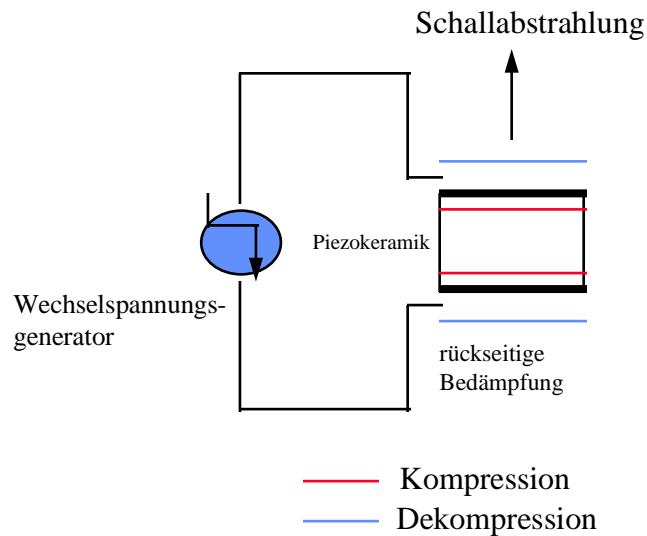 Schallabstrahlung
Piezokeramik
Wechselspannungs-
generator
rückseitige
Bedämpfung
Kompression
Dekompression